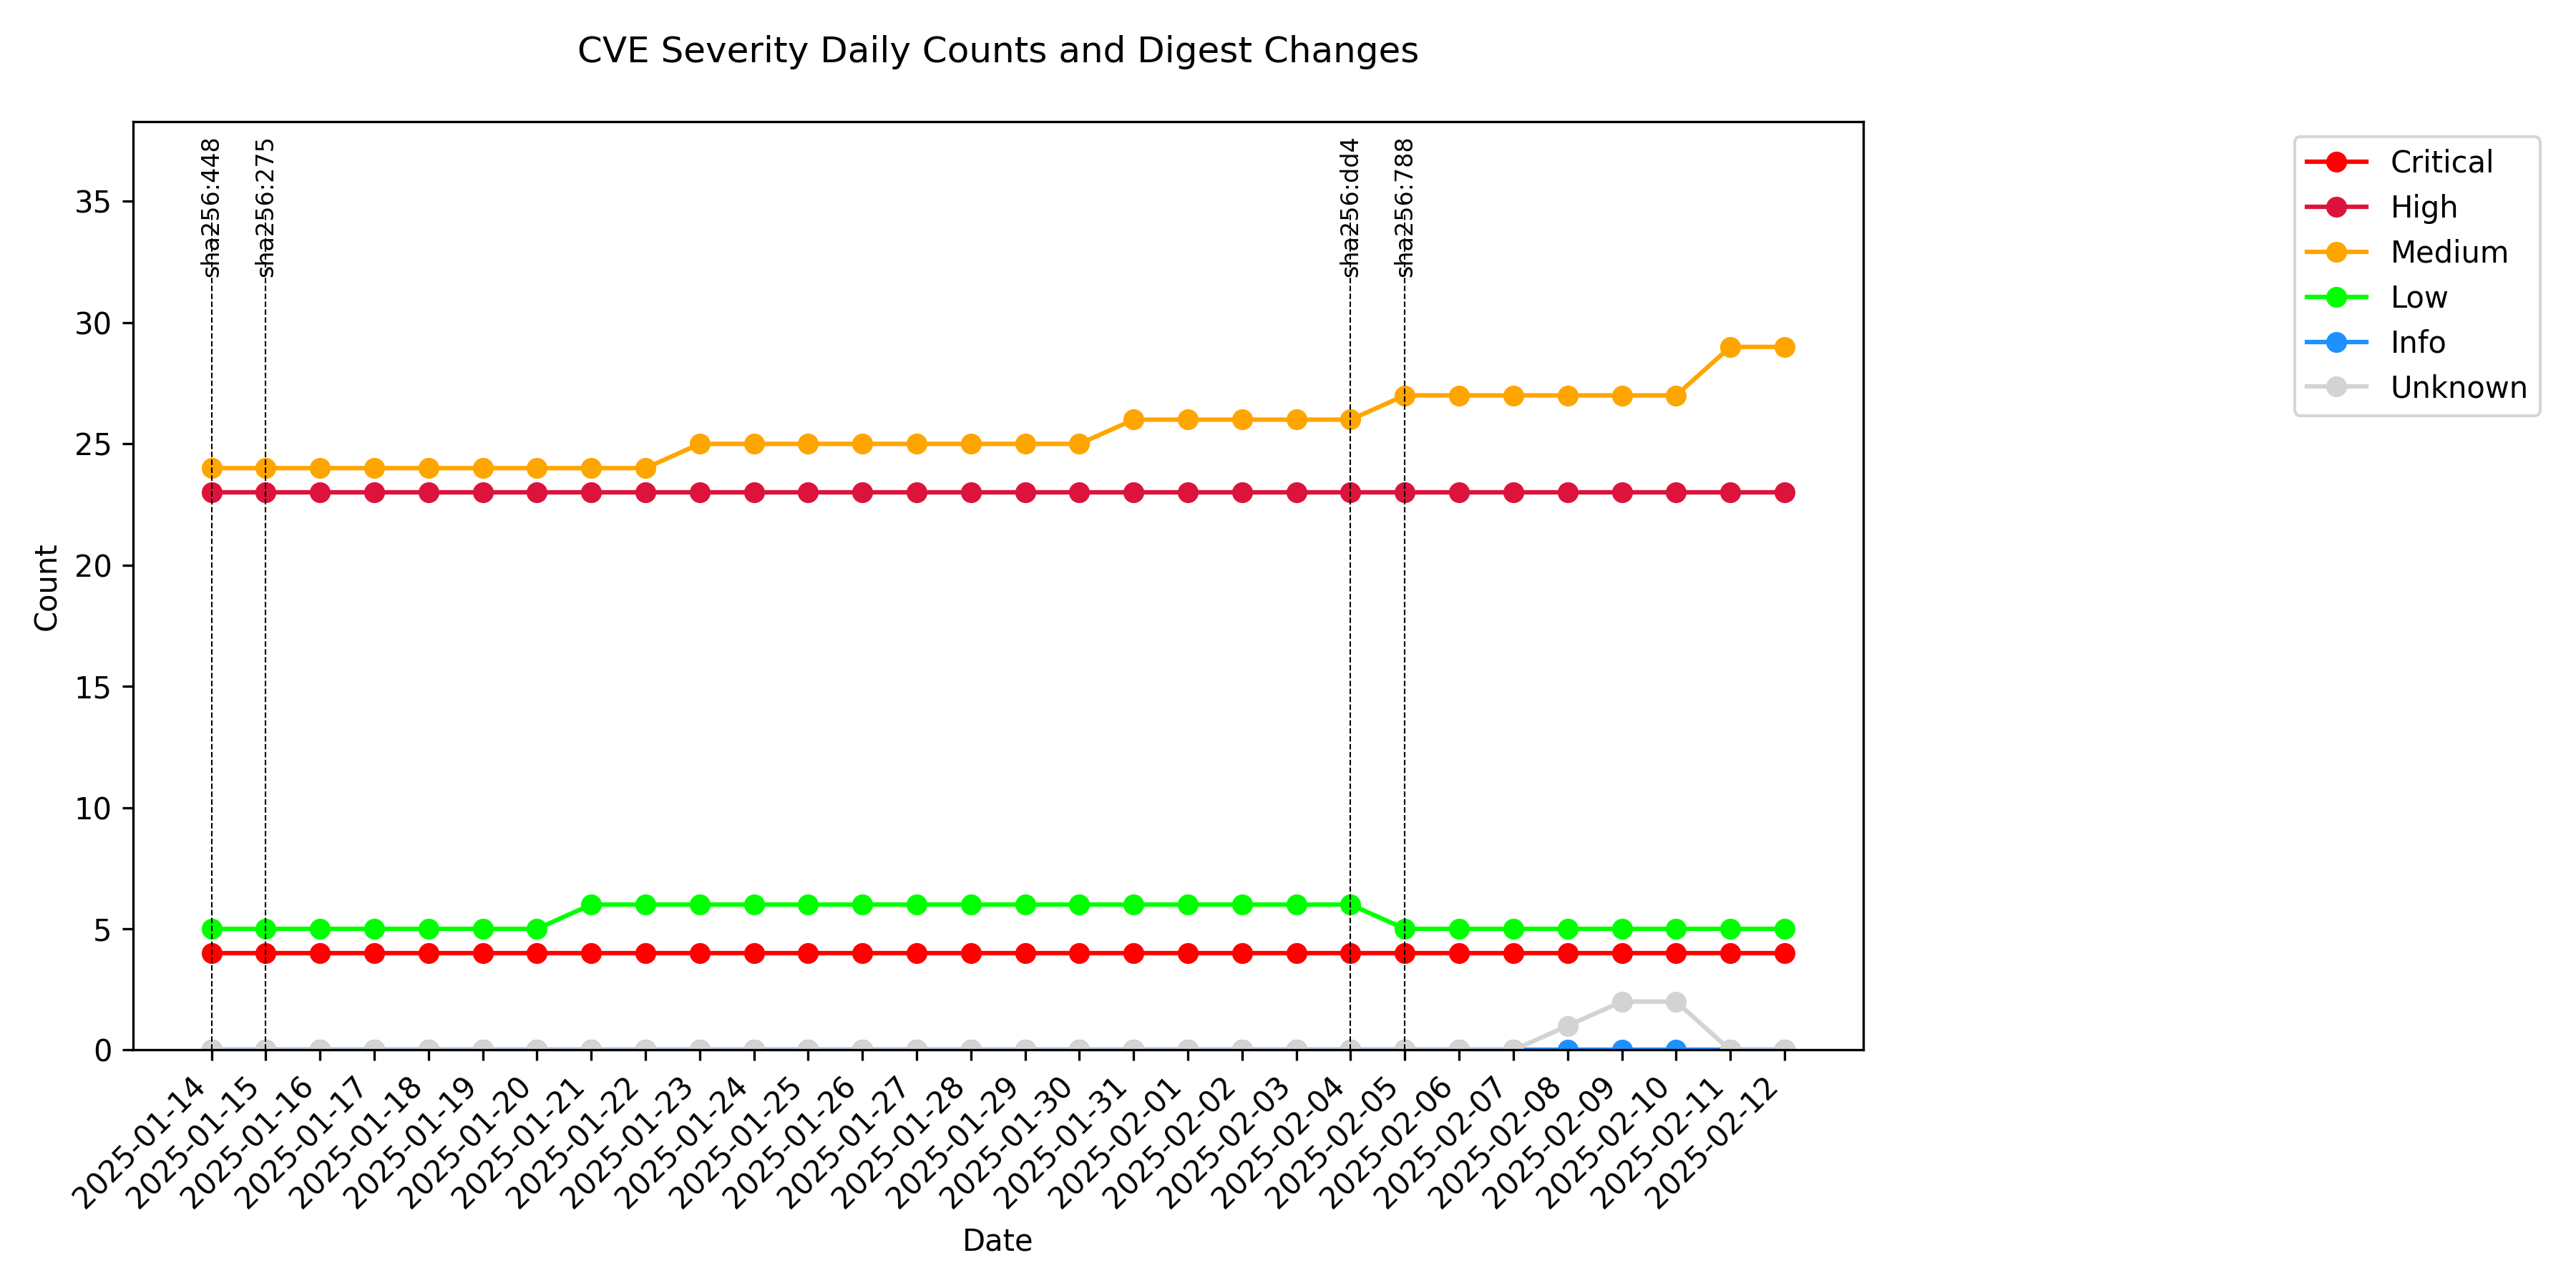 CVE Severity Daily Counts and Digest Changes
sha256:448
sha256:275
sha256:dd4
sha256:788
Critical
High
Medium
Low
Info
Unknown
Count
35
30
25
20
15
10
5
0
2025-01-14
2025-01-15
2025-01-16
2025-01-17
2025-01-18
2025-01-19
2025-01-20
2025-01-21
2025-01-22
2025-01-23
2025-01-24
2025-01-25
2025-01-26
2025-01-27
2025-01-28
2025-01-29
2025-01-30
2025-01-31
2025-02-01
2025-02-02
2025-02-03
2025-02-04
2025-02-05
2025-02-06
2025-02-07
2025-02-08
2025-02-09
2025-02-10
2025-02-11
2025-02-12
Date